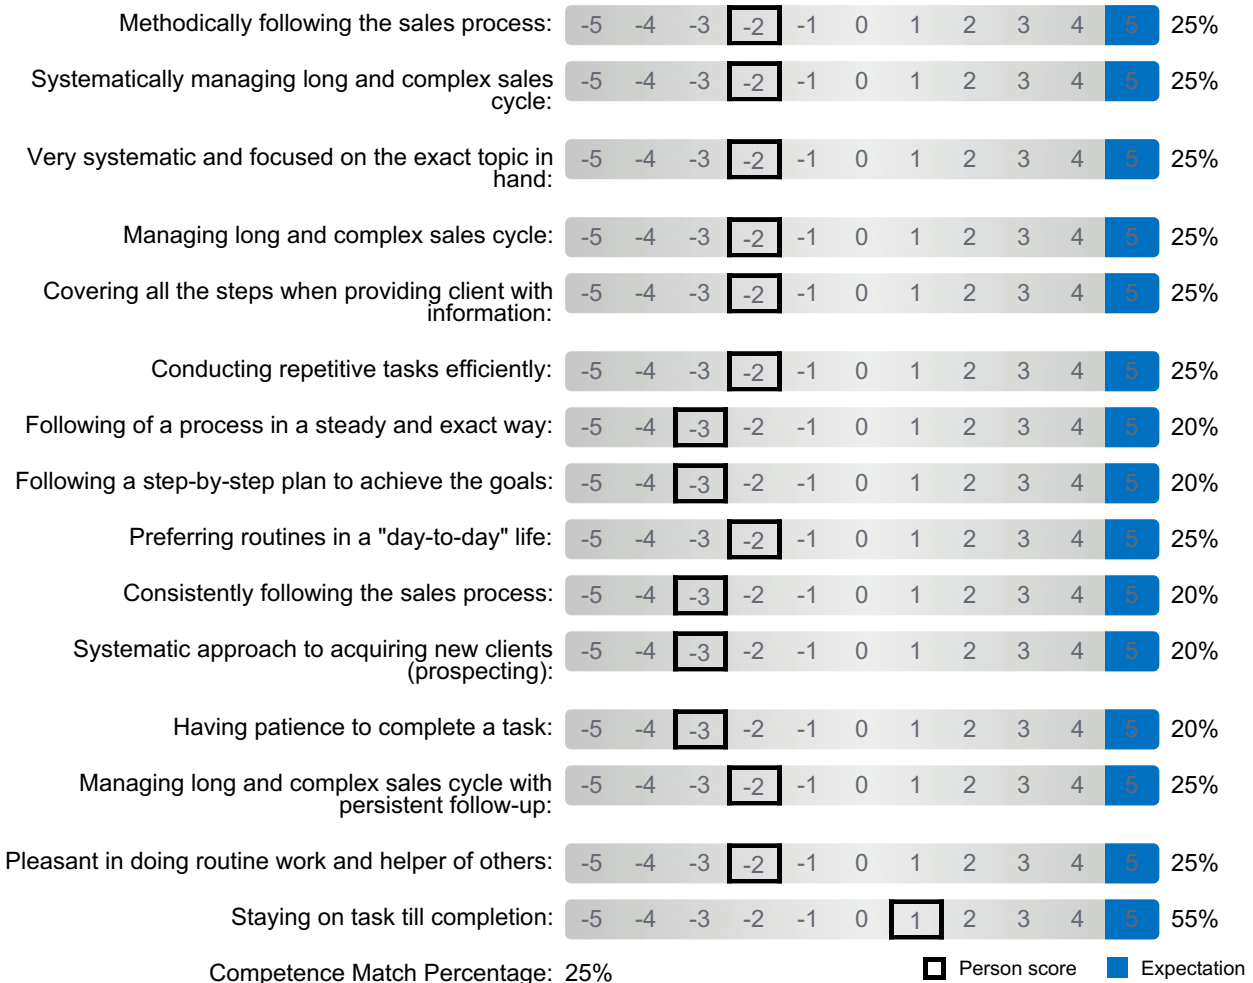 Methodically following the sales process: -5 -4 -3 -2 -1 0 1 2 3 4 5 25%
Systematically managing long and complex sales
cycle: -5 -4 -3 -2 -1 0 1 2 3 4 5 25%
Very systematic and focused on the exact topic in
hand: -5 -4 -3 -2 -1 0 1 2 3 4 5 25%
Managing long and complex sales cycle: -5 -4 -3 -2 -1 0 1 2 3 4 5 25%
Covering all the steps when providing client with
information: -5 -4 -3 -2 -1 0 1 2 3 4 5 25%
Conducting repetitive tasks efficiently: -5 -4 -3 -2 -1 0 1 2 3 4 5 25%
Following of a process in a steady and exact way: -5 -4 -3 -2 -1 0 1 2 3 4 5 20%
Following a step-by-step plan to achieve the goals: -5 -4 -3 -2 -1 0 1 2 3 4 5 20%
Preferring routines in a "day-to-day" life: -5 -4 -3 -2 -1 0 1 2 3 4 5 25%
Consistently following the sales process: -5 -4 -3 -2 -1 0 1 2 3 4 5 20%
Systematic approach to acquiring new clients
(prospecting): -5 -4 -3 -2 -1 0 1 2 3 4 5 20%
Having patience to complete a task: -5 -4 -3 -2 -1 0 1 2 3 4 5 20%
Managing long and complex sales cycle with
persistent follow-up: -5 -4 -3 -2 -1 0 1 2 3 4 5 25%
Pleasant in doing routine work and helper of others: -5 -4 -3 -2 -1 0 1 2 3 4 5 25%
Staying on task till completion: -5 -4 -3 -2 -1 0 1 2 3 4 5 55%
Competence Match Percentage: 25% Person score Expectation